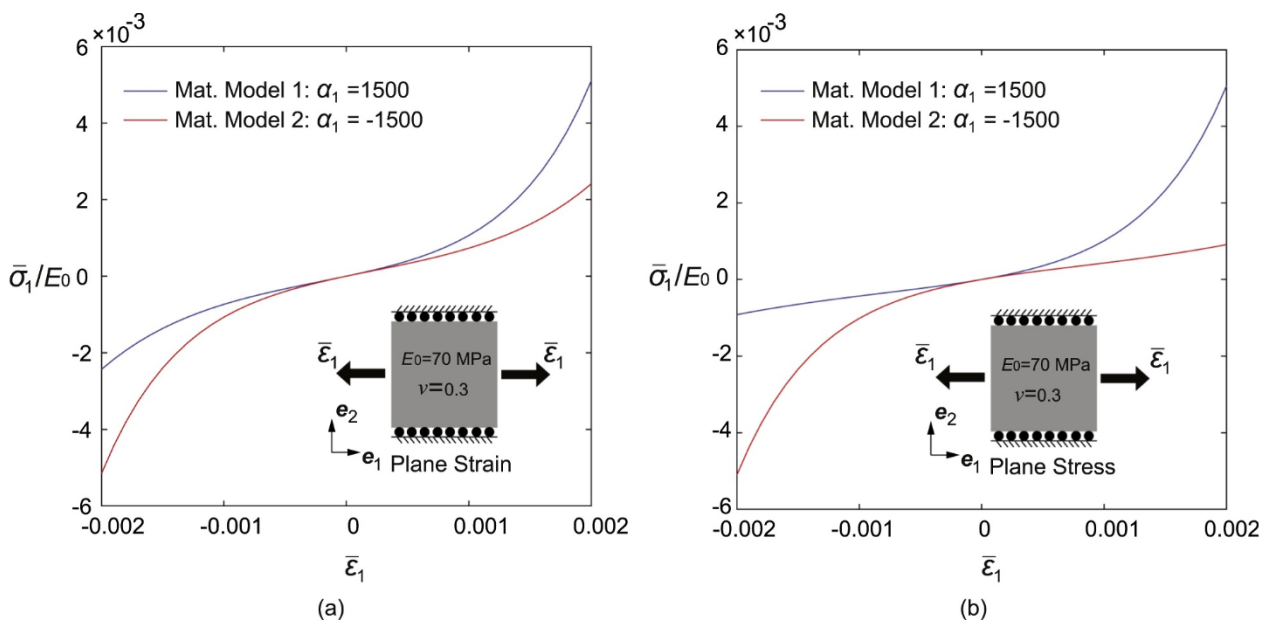 ×10⁻³
6
4
2
0
-2
-4
-6
σ̅₁/E₀
Mat. Model 1: α₁ =1500
Mat. Model 2: α₁ = -1500
ε̅₁
ε̅₁
E₀=70 MPa
ν=0.3
e₂
e₁
Plane Strain
-0.002
-0.001
0
0.001
0.002
ε̅₁
(a)
×10⁻³
6
4
2
0
-2
-4
-6
σ̅₁/E₀
Mat. Model 1: α₁ =1500
Mat. Model 2: α₁ = -1500
ε̅₁
ε̅₁
E₀=70 MPa
ν=0.3
e₂
e₁
Plane Stress
-0.002
-0.001
0
0.001
0.002
ε̅₁
(b)